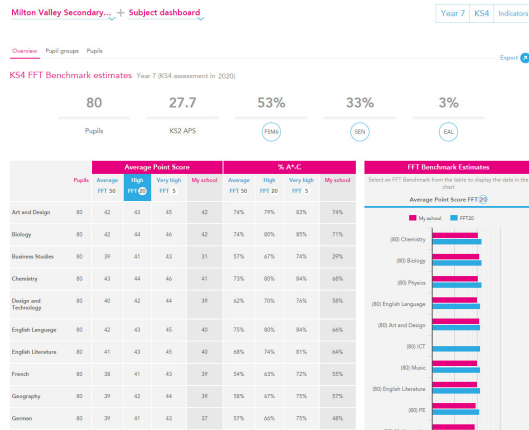 Milton Valley Secondary... + Subject dashboard
Year 7 KS4 Indicators
Overview Pupil groups Pupils
Export
KS4 FFT Benchmark estimates Year 7 (KS4 assessment in 2020)
80 27.7 53% 33% 3%
Pupils KS2 APS FSM6 SEN EAL
Average Point Score % A*-C
Pupils Average High Very high My school Average High Very high My school
FFT 50 FFT 20 FFT 5 FFT 50 FFT 20 FFT 5
Art and Design 80 42 43 45 42 74% 79% 83% 74%
Biology 80 42 44 46 42 74% 80% 85% 71%
Business Studies 80 39 41 43 31 57% 67% 74% 29%
Chemistry 80 43 44 46 41 73% 80% 84% 68%
Design and Technology 80 40 42 44 39 62% 70% 76% 58%
English Language 80 42 43 45 40 75% 80% 84% 66%
English Literature 80 41 43 45 40 68% 74% 81% 64%
French 80 38 41 43 39 54% 63% 72% 55%
Geography 80 39 42 44 39 58% 67% 75% 57%
German 80 39 41 43 37 57% 66% 75% 48%
FFT Benchmark Estimates
Select an FFT Benchmark from the table to display the data in the
chart
Average Point Score FFT 20
My school FFT20
(80) Chemistry
(80) Biology
(80) Physics
(80) English Language
(80) Art and Design
(80) ICT
(80) Music
(80) English Literature
(80) PE